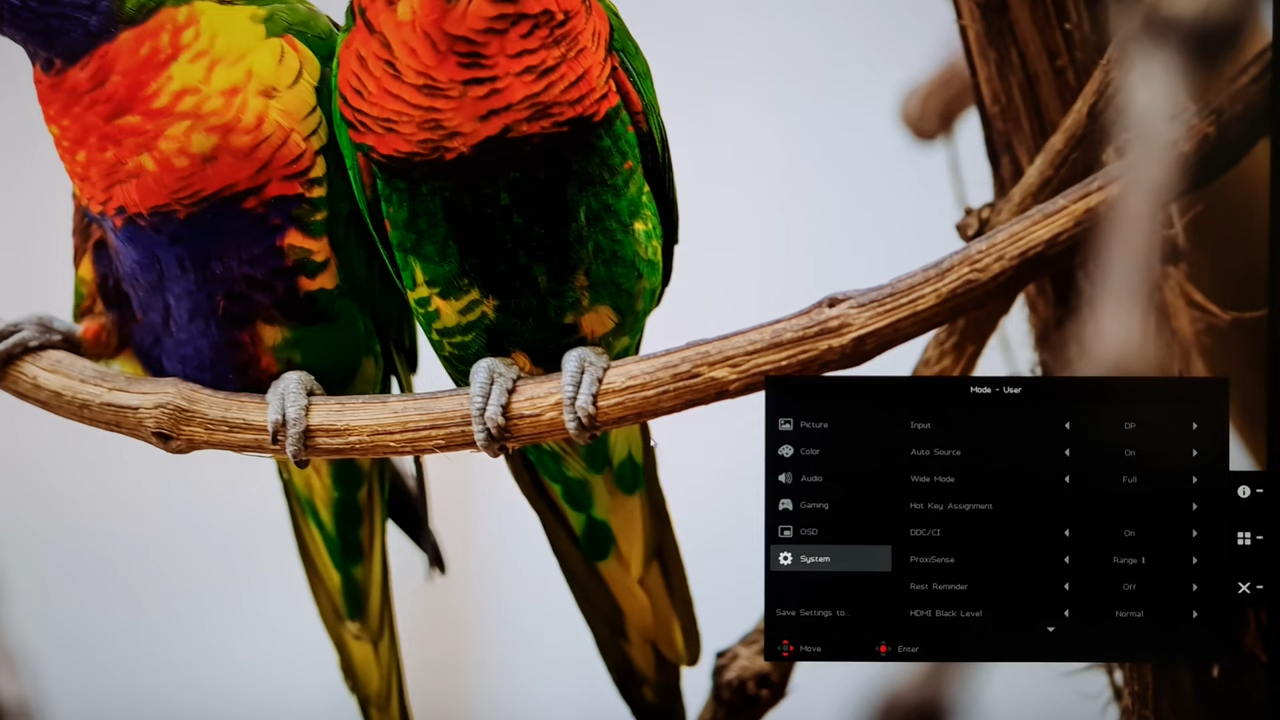 Mode - User
Picture
Input DP
Color
Auto Source On
Audio
Wide Mode Full
Gaming
Hot Key Assignment
OSD
DDC/CI On
System
ProxiSense Range 1
Rest Reminder Off
Save Settings to..
HDMI Black Level Normal
Move
Enter